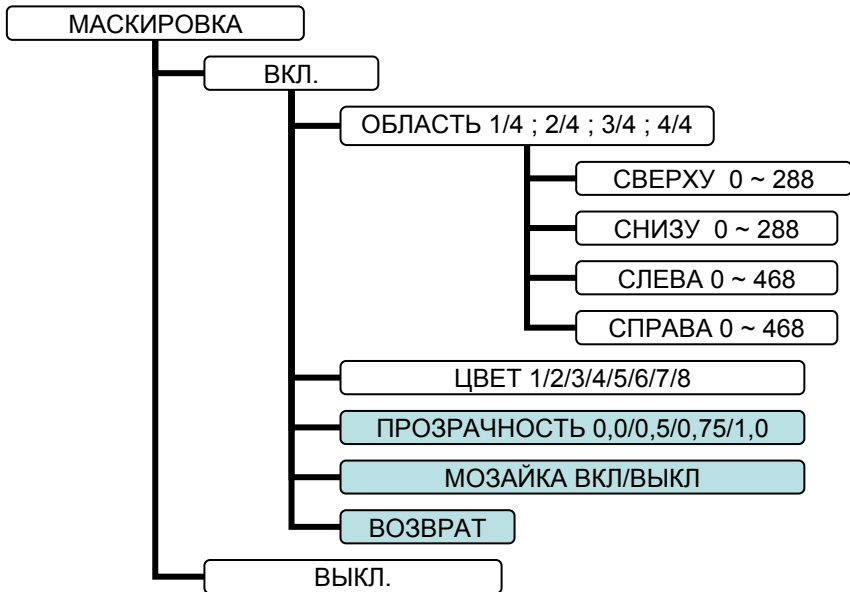 МАСКИРОВКА
ВКЛ.
ОБЛАСТЬ 1/4 ; 2/4 ; 3/4 ; 4/4
СВЕРХУ 0 ~ 288
СНИЗУ 0 ~ 288
СЛЕВА 0 ~ 468
СПРАВА 0 ~ 468
ЦВЕТ 1/2/3/4/5/6/7/8
ПРОЗРАЧНОСТЬ 0,0/0,5/0,75/1,0
МОЗАЙКА ВКЛ/ВЫКЛ
ВОЗВРАТ
ВЫКЛ.